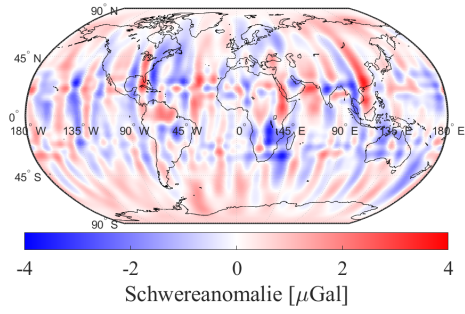 90° N
45° N
0°
180° W 135° W 90° W 45° W 0° 45° E 90° E 135° E 180° E
45° S
90° S
-4 -2 0 2 4
Schwereanomalie [μGal]